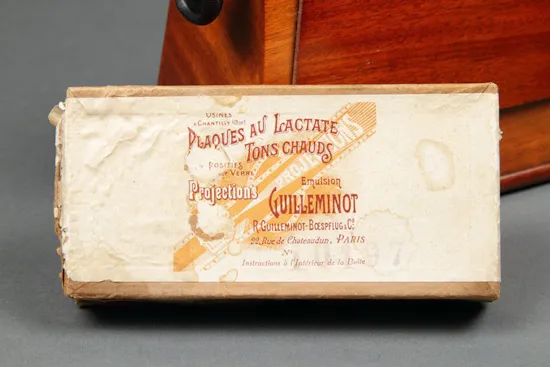 USINES
A CHANTILLY (OISE)
PLAQUES AU LACTATE
TONS CHAUDS
POSITIFS
SUR VERRE
PROJECTIONS
Projections
Emulsion
GUILLEMINOT
R. GUILLEMINOT-BŒSPFLUG & Cº
22, Rue de Chateaudun, PARIS
Nº
Instructions à l'Intérieur de la Boîte